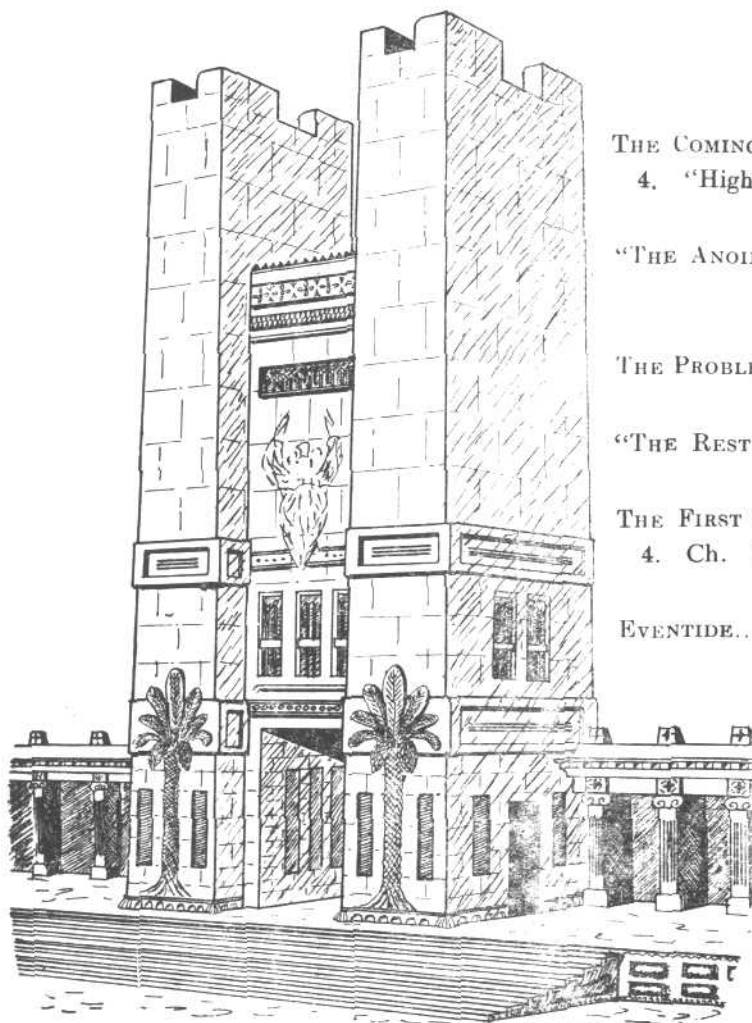 THE COMING
4. "High
"THE ANOI
THE PROBLE
"THE REST
THE FIRST
4. Ch.
EVENTIDE..